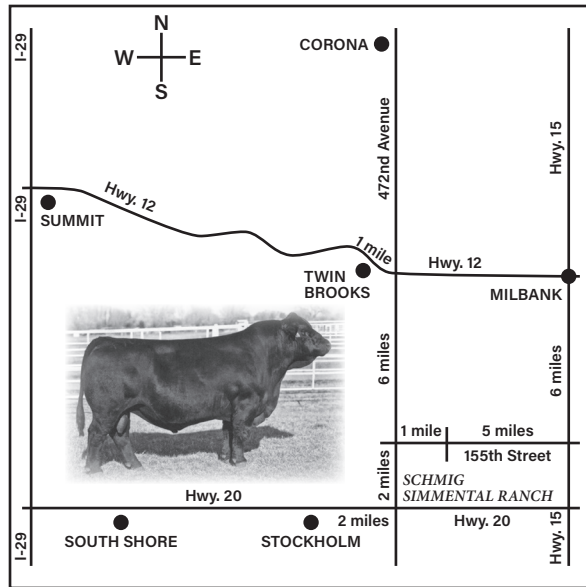 N
W E
S
I-29
CORONA
472nd Avenue
Hwy. 15
I-29
Hwy. 12
SUMMIT
1 mile
TWIN
BROOKS
Hwy. 12
MILBANK
6 miles
6 miles
1 mile
5 miles
155th Street
2 miles
SCHMIG
SIMMENTAL RANCH
Hwy. 20
2 miles
Hwy. 20
Hwy. 15
I-29
SOUTH SHORE
STOCKHOLM